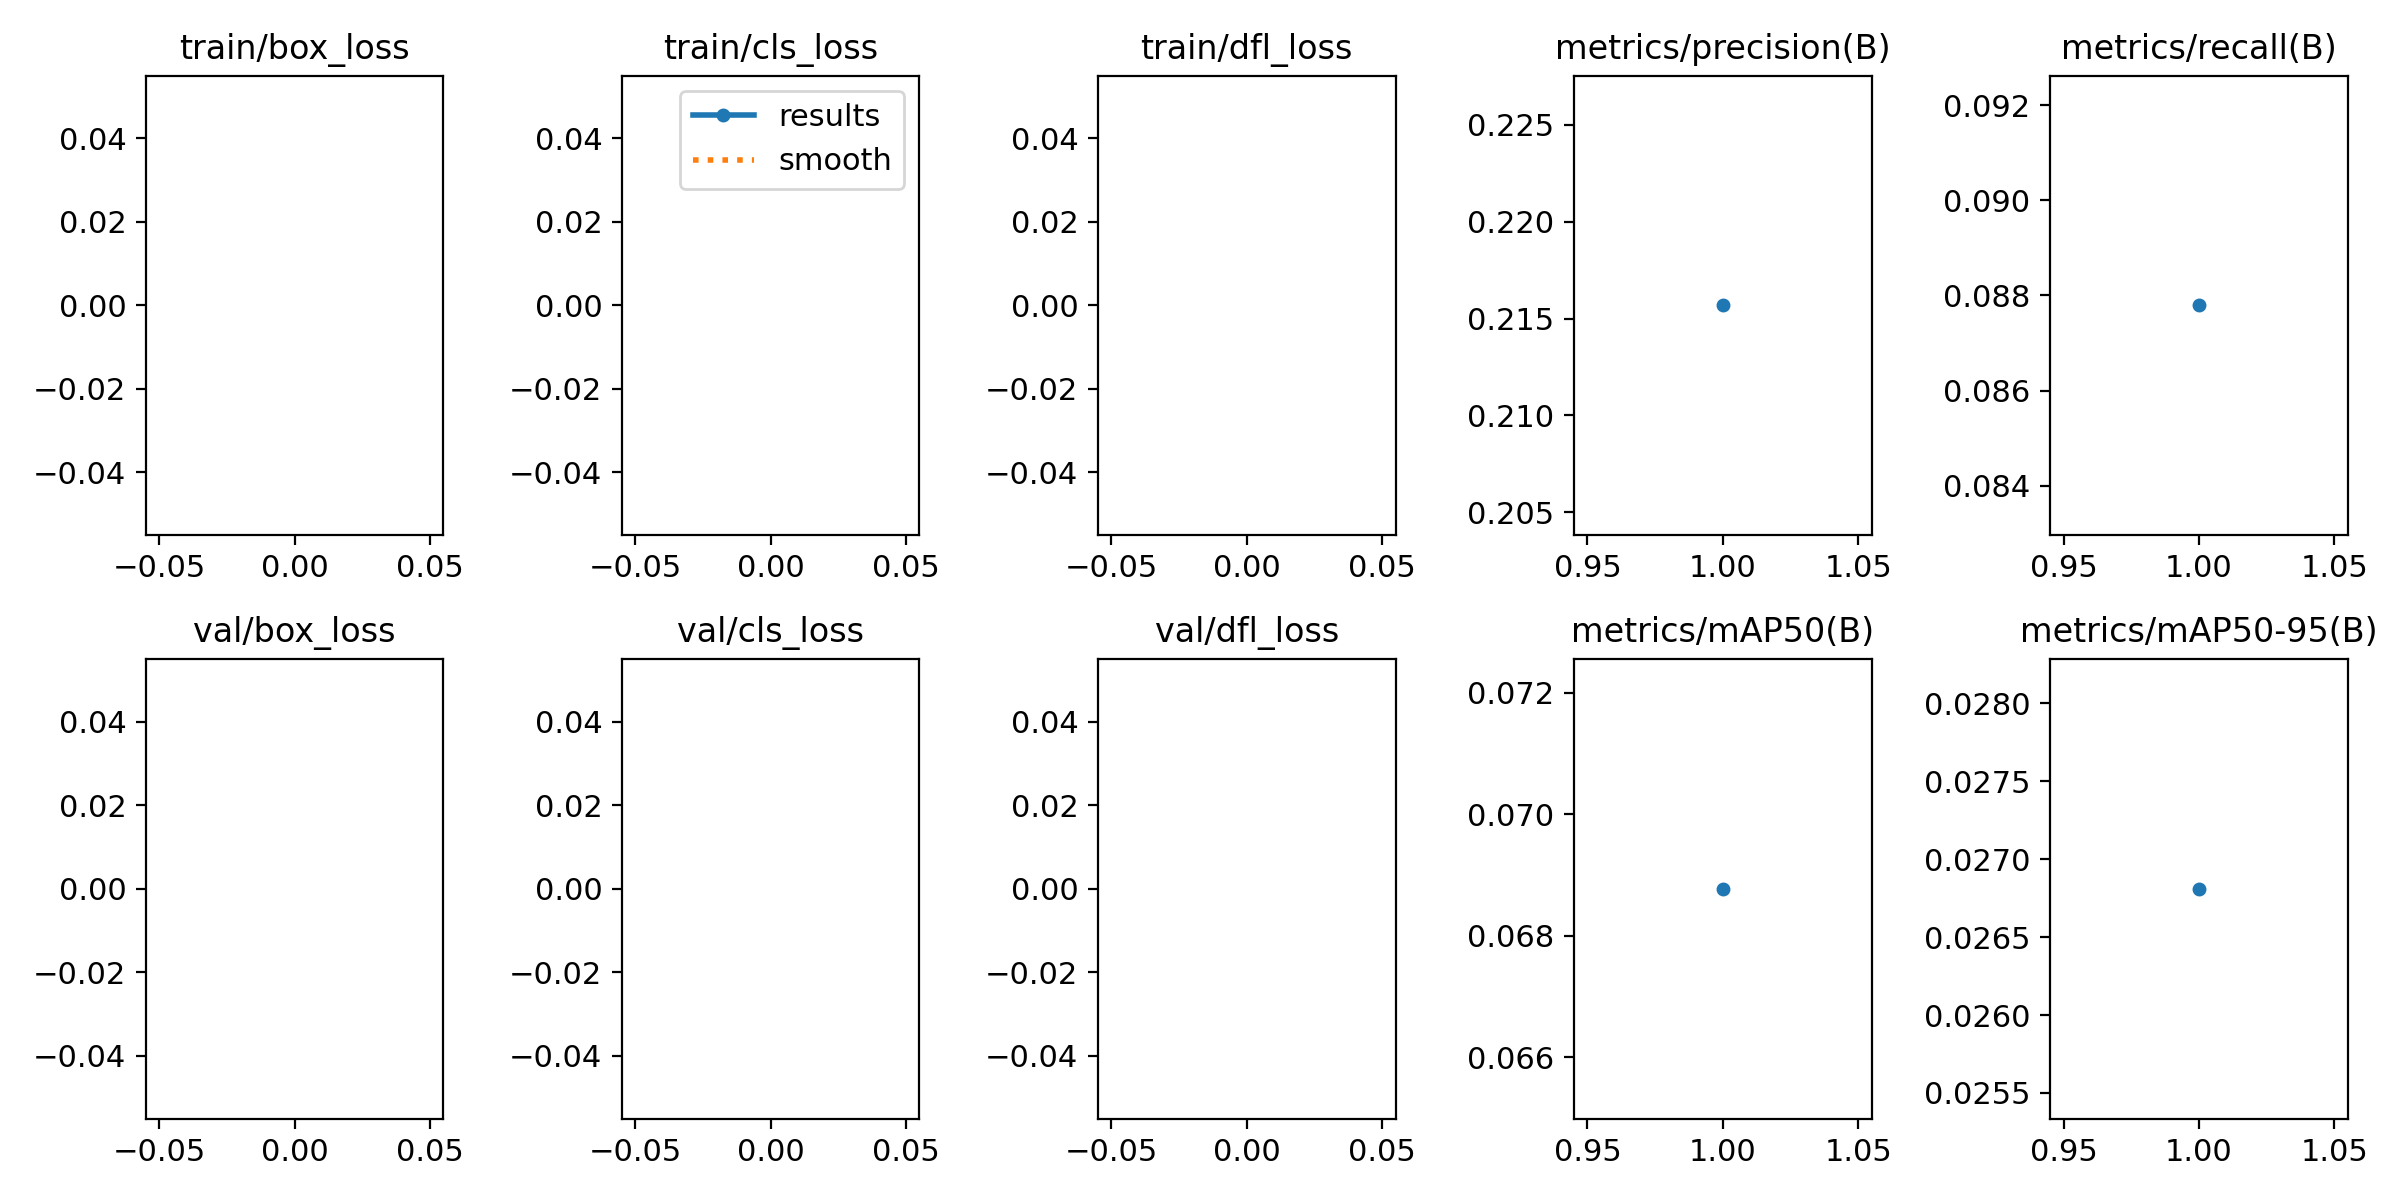 train/box_loss
train/cls_loss
train/dfl_loss
metrics/precision(B)
metrics/recall(B)
0.04
0.02
0.00
−0.02
−0.04
−0.05 0.00 0.05
results
smooth
0.04
0.02
0.00
−0.02
−0.04
−0.05 0.00 0.05
0.04
0.02
0.00
−0.02
−0.04
−0.05 0.00 0.05
0.225
0.220
0.215
0.210
0.205
0.95 1.00 1.05
0.092
0.090
0.088
0.086
0.084
0.95 1.00 1.05
val/box_loss
val/cls_loss
val/dfl_loss
metrics/mAP50(B)
metrics/mAP50-95(B)
0.04
0.02
0.00
−0.02
−0.04
−0.05 0.00 0.05
0.04
0.02
0.00
−0.02
−0.04
−0.05 0.00 0.05
0.04
0.02
0.00
−0.02
−0.04
−0.05 0.00 0.05
0.072
0.070
0.068
0.066
0.95 1.00 1.05
0.0280
0.0275
0.0270
0.0265
0.0260
0.0255
0.95 1.00 1.05